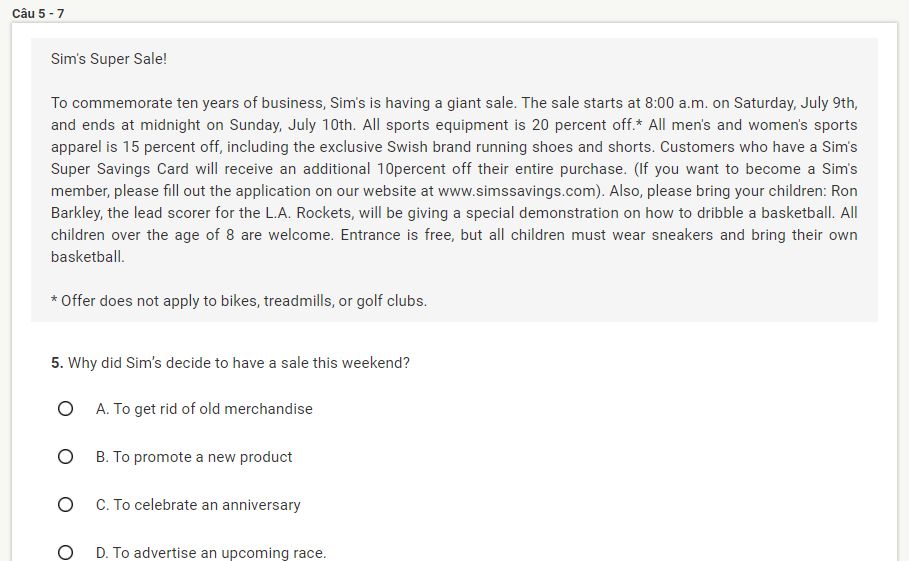 Câu 5 - 7
Sim's Super Sale!
To commemorate ten years of business, Sim's is having a giant sale. The sale starts at 8:00 a.m. on Saturday, July 9th,
and ends at midnight on Sunday, July 10th. All sports equipment is 20 percent off.* All men's and women's sports
apparel is 15 percent off, including the exclusive Swish brand running shoes and shorts. Customers who have a Sim's
Super Savings Card will receive an additional 10percent off their entire purchase. (If you want to become a Sim's
member, please fill out the application on our website at www.simssavings.com). Also, please bring your children: Ron
Barkley, the lead scorer for the L.A. Rockets, will be giving a special demonstration on how to dribble a basketball. All
children over the age of 8 are welcome. Entrance is free, but all children must wear sneakers and bring their own
basketball.
* Offer does not apply to bikes, treadmills, or golf clubs.
5. Why did Sim's decide to have a sale this weekend?
A. To get rid of old merchandise
B. To promote a new product
C. To celebrate an anniversary
D. To advertise an upcoming race.